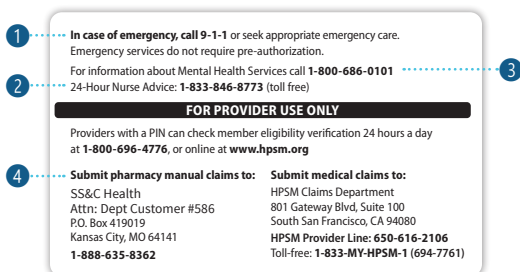 1
In case of emergency, call 9-1-1 or seek appropriate emergency care.
Emergency services do not require pre-authorization.
For information about Mental Health Services call 1-800-686-0101
3
2
24-Hour Nurse Advice: 1-833-846-8773 (toll free)
FOR PROVIDER USE ONLY
Providers with a PIN can check member eligibility verification 24 hours a day
at 1-800-696-4776, or online at www.hpsm.org
4
Submit pharmacy manual claims to:
SS&C Health
Attn: Dept Customer #586
P.O. Box 419019
Kansas City, MO 64141
1-888-635-8362
Submit medical claims to:
HPSM Claims Department
801 Gateway Blvd, Suite 100
South San Francisco, CA 94080
HPSM Provider Line: 650-616-2106
Toll-free: 1-833-MY-HPSM-1 (694-7761)